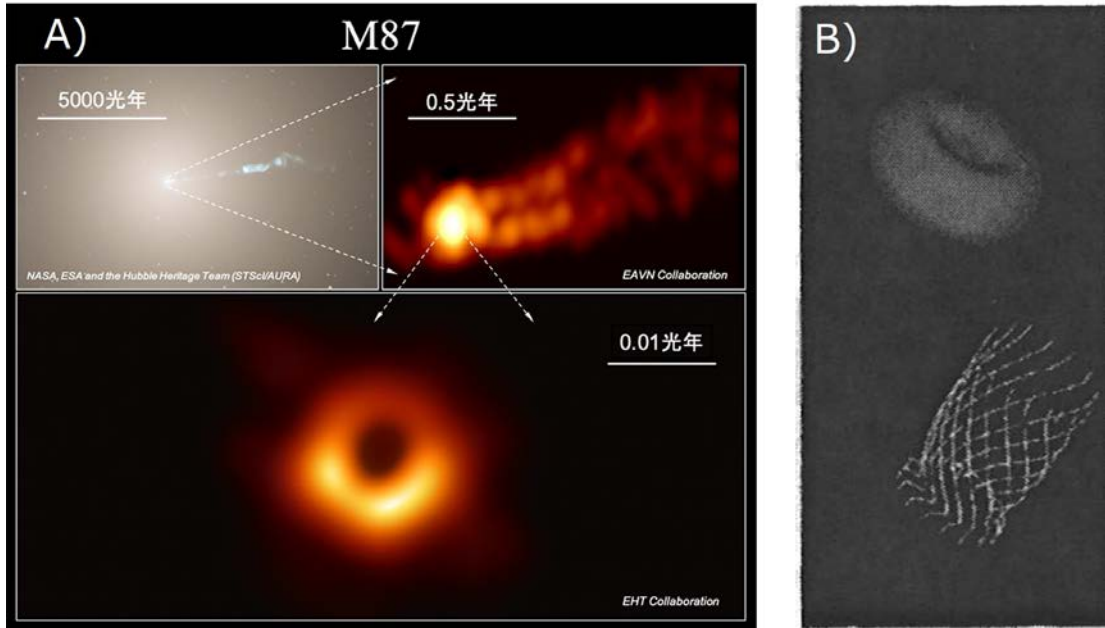 A)
M87
5000光年
NASA, ESA and the Hubble Heritage Team (STScI/AURA)
0.5光年
EAVN Collaboration
0.01光年
EHT Collaboration
B)